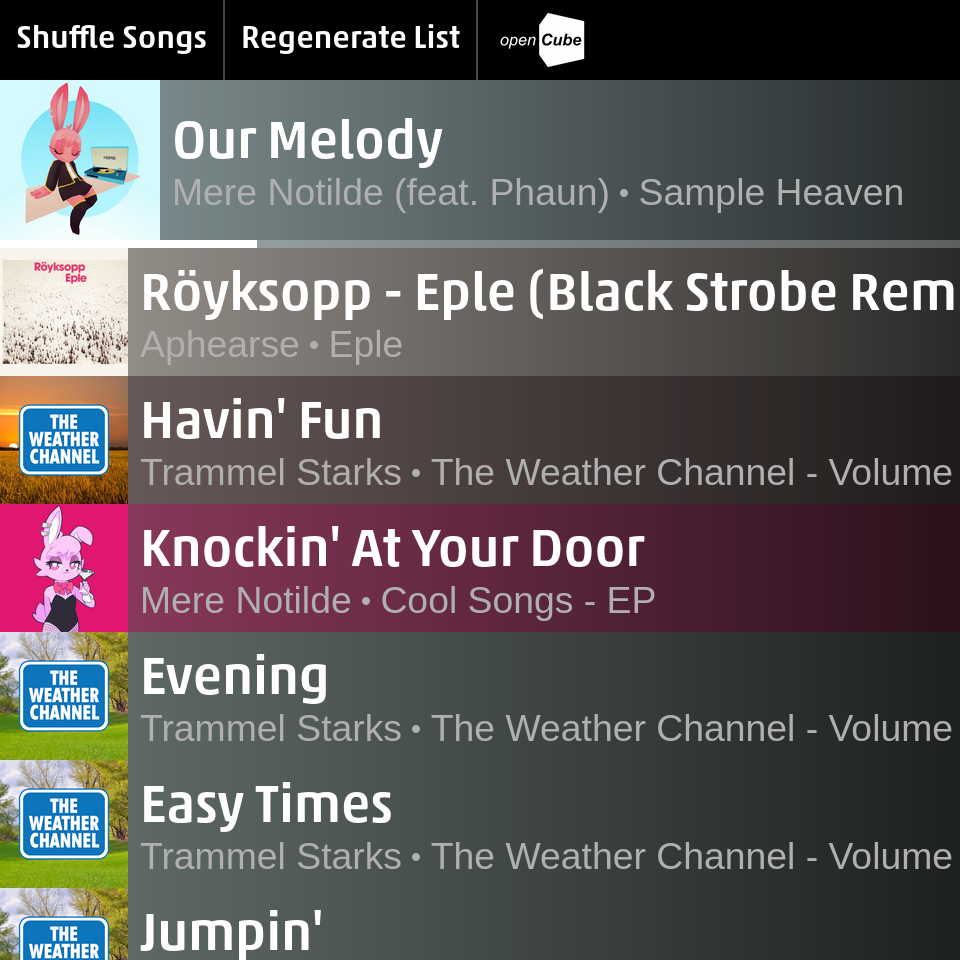 Shuffle Songs
Regenerate List
open Cube
Our Melody
Mere Notilde (feat. Phaun) • Sample Heaven
Röyksopp
Eple
Röyksopp - Eple (Black Strobe Rem
Aphearse • Eple
THE
WEATHER
CHANNEL
Havin' Fun
Trammel Starks • The Weather Channel - Volume
Knockin' At Your Door
Mere Notilde • Cool Songs - EP
THE
WEATHER
CHANNEL
Evening
Trammel Starks • The Weather Channel - Volume
THE
WEATHER
CHANNEL
Easy Times
Trammel Starks • The Weather Channel - Volume
THE
WEATHER
Jumpin'